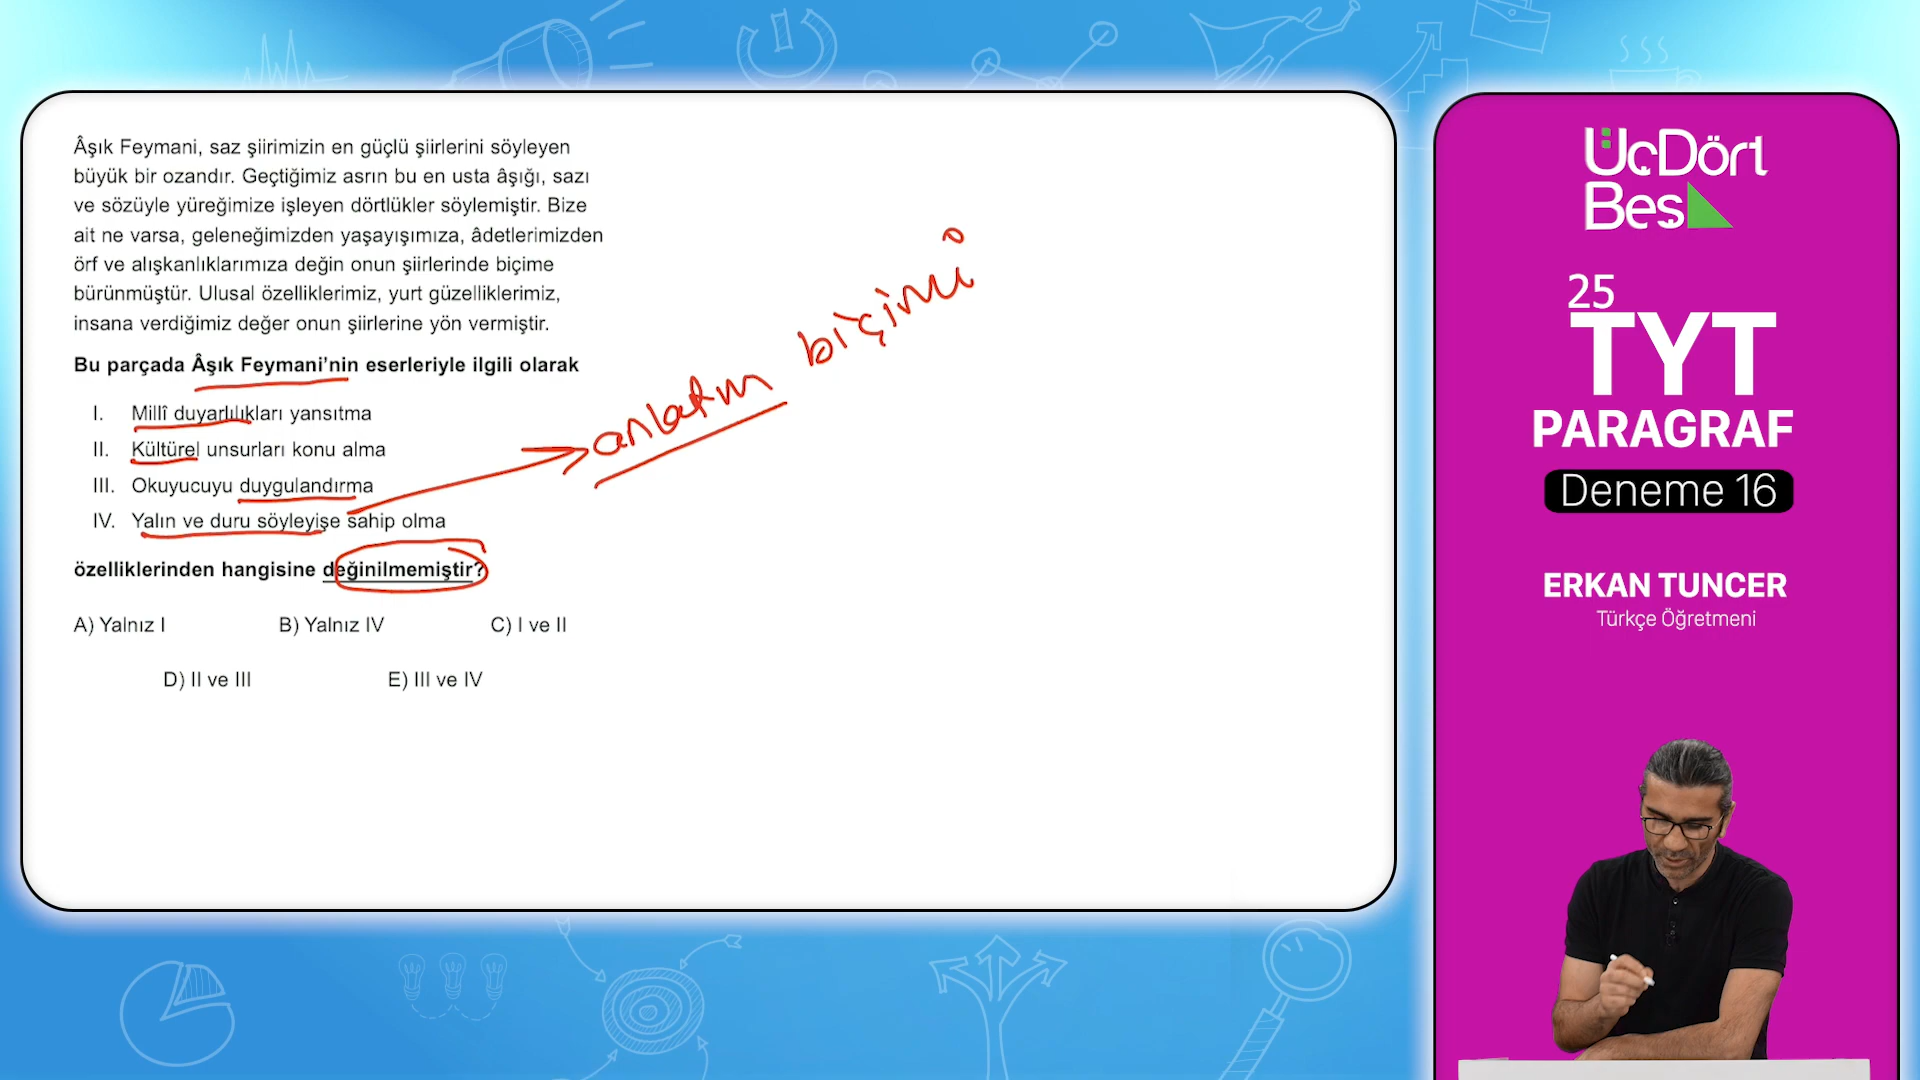 Âşık Feymani, saz şiirimizin en güçlü şiirlerini söyleyen
büyük bir ozandır. Geçtiğimiz asrın bu en usta âşığı, sazı
ve sözüyle yüreğimize işleyen dörtlükler söylemiştir. Bize
ait ne varsa, geleneğimizden yaşayışımıza, âdetlerimizden
örf ve alışkanlıklarımıza değin onun şiirlerinde biçime
bürünmüştür. Ulusal özelliklerimiz, yurt güzelliklerimiz,
insana verdiğimiz değer onun şiirlerine yön vermiştir.
Bu parçada Âşık Feymani’nin eserleriyle ilgili olarak
I. Millî duyarlılıkları yansıtma
II. Kültürel unsurları konu alma
III. Okuyucuyu duygulandırma
IV. Yalın ve duru söyleyişe sahip olma
özelliklerinden hangisine değinilmemiştir?
A) Yalnız I B) Yalnız IV C) I ve II
D) II ve III E) III ve IV
anlatım biçimi
ÜçDört
Beş
25
TYT
PARAGRAF
Deneme 16
ERKAN TUNCER
Türkçe Öğretmeni